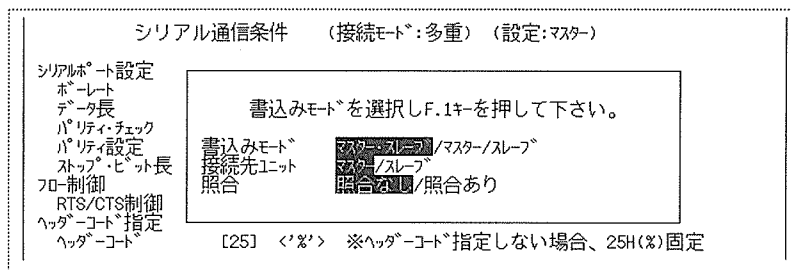 シリアル通信条件 (接続モード:多重) (設定:マスター)
シリアルポート設定
ボーレート
データ長
パリティ・チェック
パリティ設定
ストップ・ビット長
フロー制御
RTS/CTS制御
ヘッダーコード指定
ヘッダーコード [25] <'%'> ※ヘッダーコード指定しない場合、25H(%)固定
書込みモードを選択しF.1キーを押して下さい。
書込みモード マスター・スレーブ/マスター/スレーブ
接続先ユニット マスター/スレーブ
照合 照合なし/照合あり